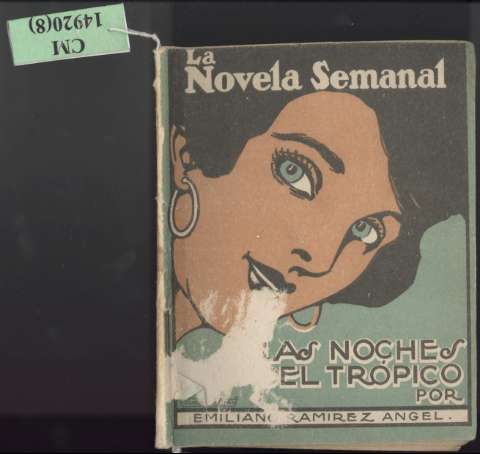 CM
14920(8)
La
Novela Semanal
AS NOCHES
EL TRÓPICO
POR
EMILIANO RAMIREZ ANGEL.